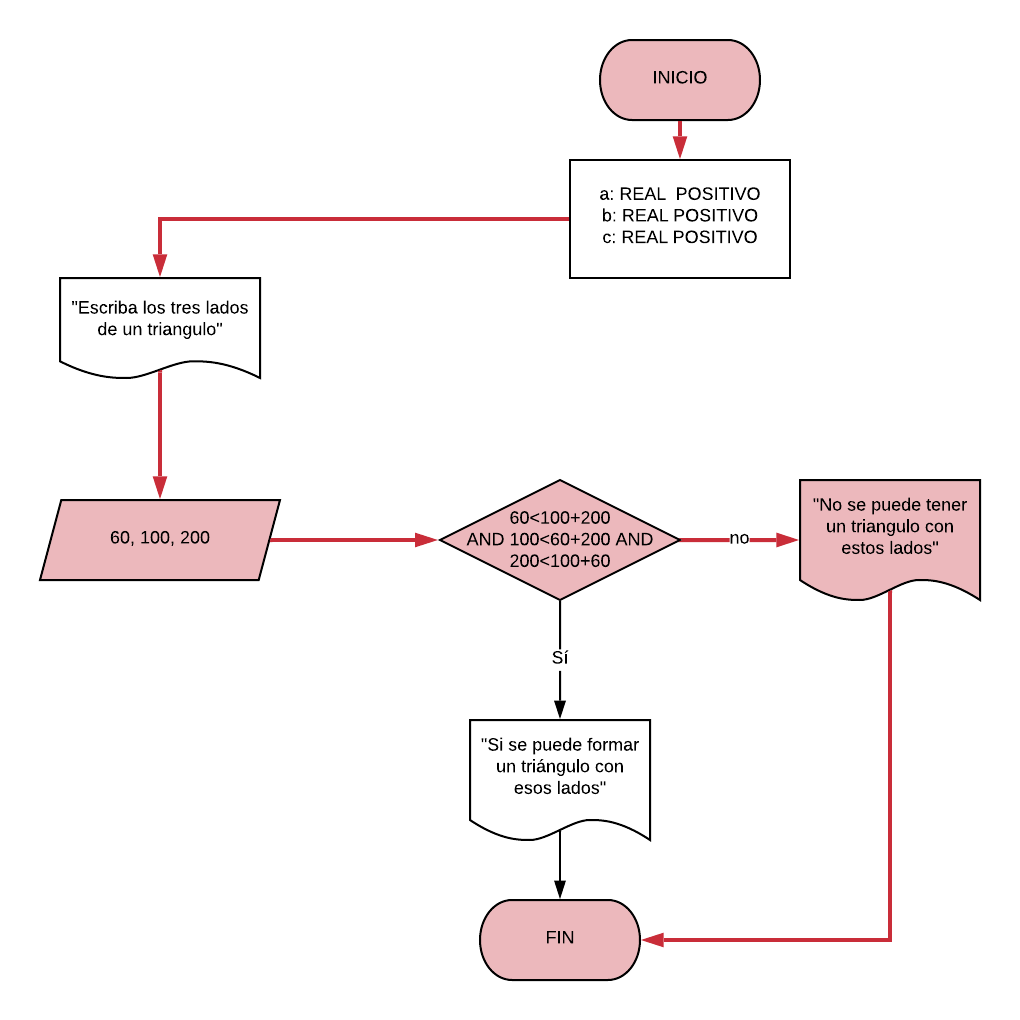 INICIO
a: REAL  POSITIVO
b: REAL POSITIVO
c: REAL POSITIVO
"Escriba los tres lados
de un triangulo"
60, 100, 200
60<100+200
AND 100<60+200 AND
200<100+60
no
"No se puede tener
un triangulo con
estos lados"
Sí
"Si se puede formar
un triángulo con
esos lados"
FIN